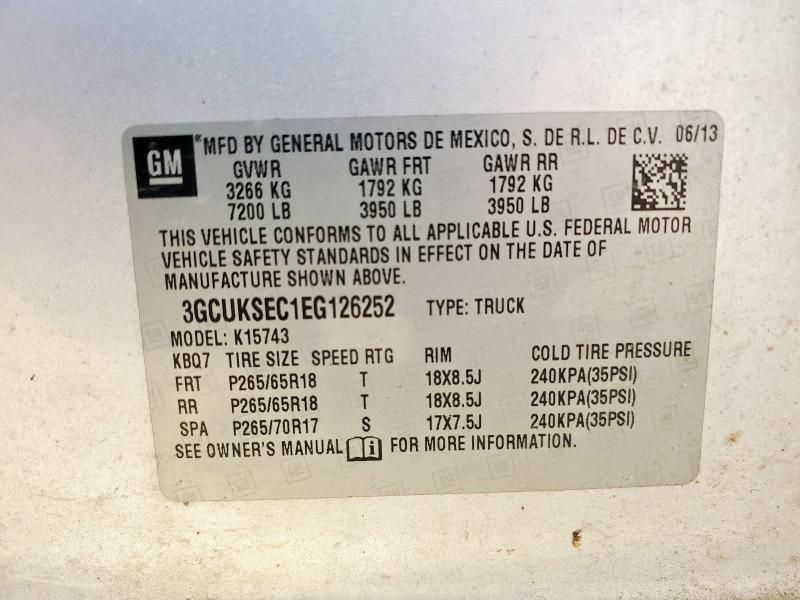 GM
*MFD BY GENERAL MOTORS DE MEXICO, S. DE R.L. DE C.V. 06/13
GVWR GAWR FRT GAWR RR
3266 KG 1792 KG 1792 KG
7200 LB 3950 LB 3950 LB
THIS VEHICLE CONFORMS TO ALL APPLICABLE U.S. FEDERAL MOTOR
VEHICLE SAFETY STANDARDS IN EFFECT ON THE DATE OF
MANUFACTURE SHOWN ABOVE.
3GCUKSEC1EG126252 TYPE: TRUCK
MODEL: K15743
KBQ7 TIRE SIZE SPEED RTG RIM COLD TIRE PRESSURE
FRT P265/65R18 T 18X8.5J 240KPA(35PSI)
RR P265/65R18 T 18X8.5J 240KPA(35PSI)
SPA P265/70R17 S 17X7.5J 240KPA(35PSI)
SEE OWNER'S MANUAL i FOR MORE INFORMATION.